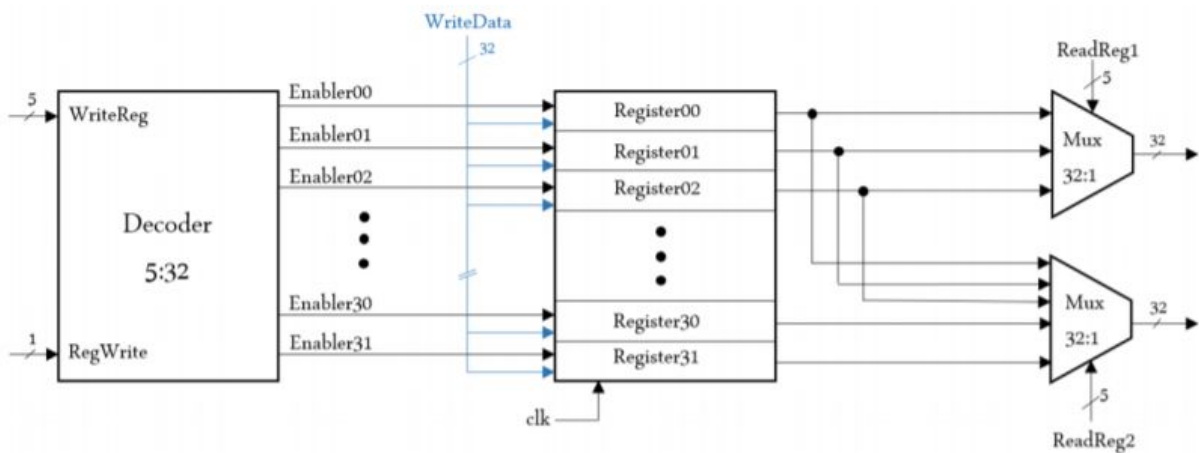 WriteData
32
ReadReg1
5
5
WriteReg
Enabler00
Enabler01
Enabler02
Decoder
5:32
Enabler30
Enabler31
1
RegWrite
Register00
Register01
Register02
Register30
Register31
clk
Mux
32:1
32
Mux
32:1
32
5
ReadReg2